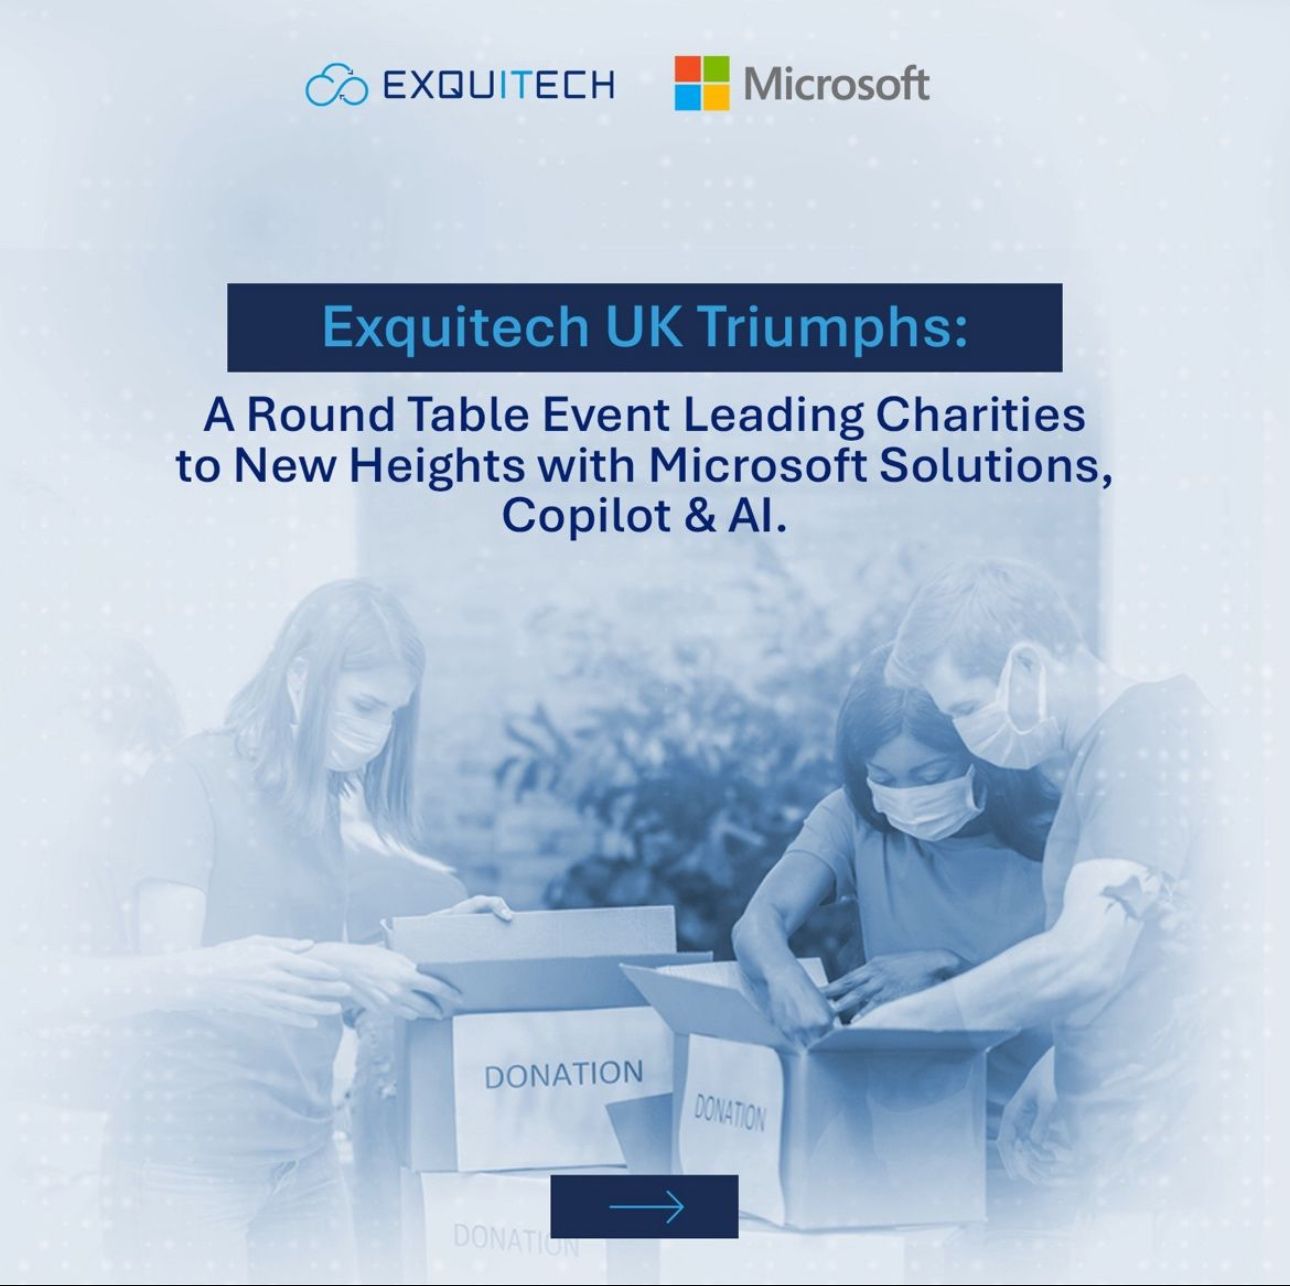 EXQUITECH Microsoft
Exquitech UK Triumphs:
A Round Table Event Leading Charities
to New Heights with Microsoft Solutions,
Copilot & AI.
DONATION
DONATION
DONATION